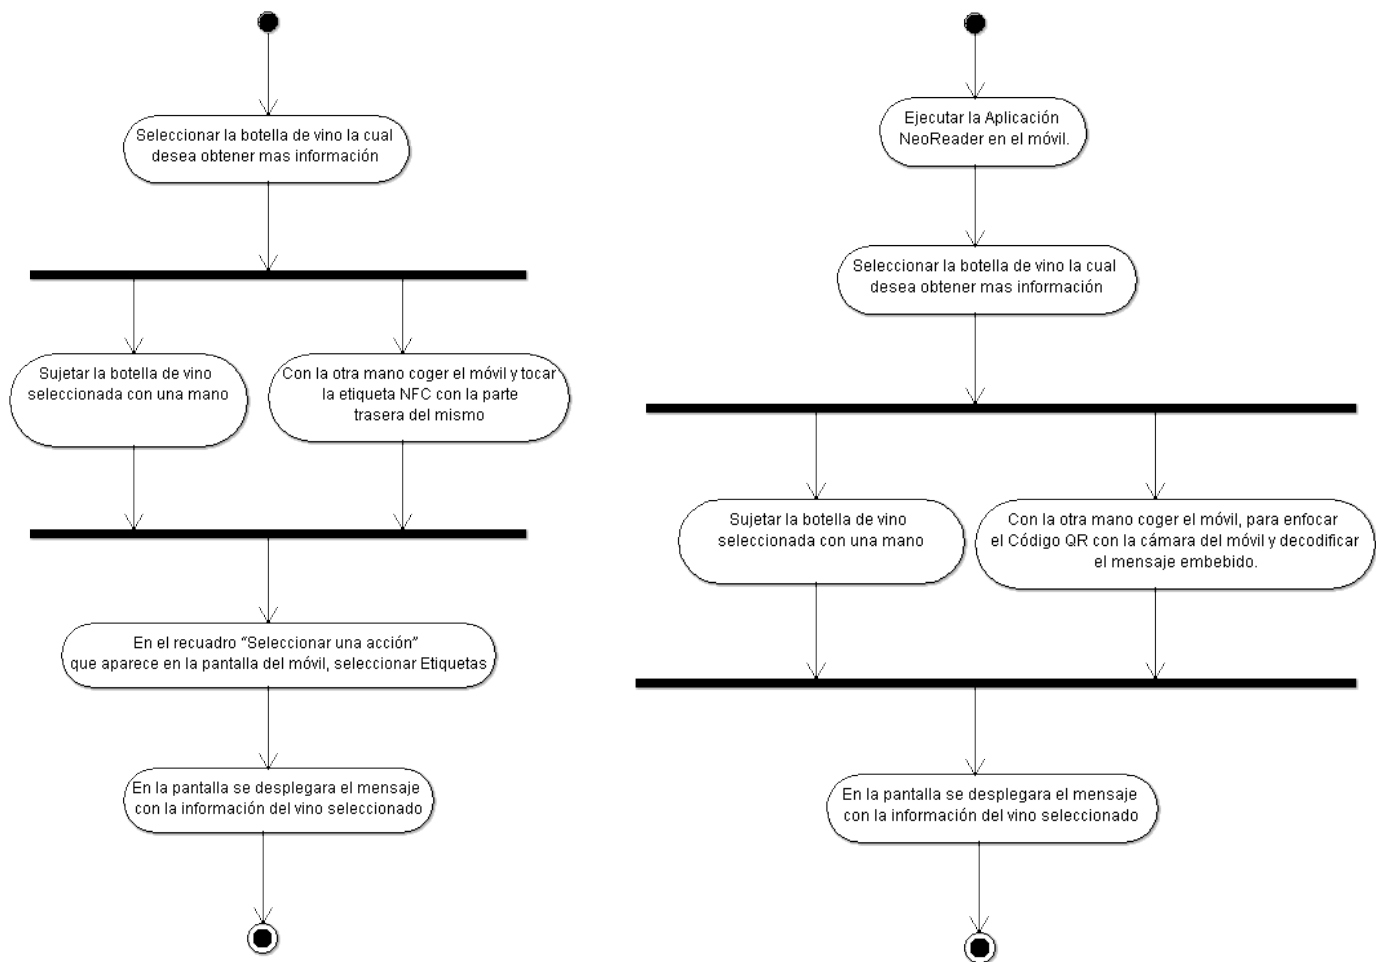 Seleccionar la botella de vino la cual
desea obtener mas información
Sujetar la botella de vino
seleccionada con una mano
Con la otra mano coger el móvil y tocar
la etiqueta NFC con la parte
trasera del mismo
En el recuadro “Seleccionar una acción”
que aparece en la pantalla del móvil, seleccionar Etiquetas
En la pantalla se desplegara el mensaje
con la información del vino seleccionado
Ejecutar la Aplicación
NeoReader en el móvil.
Seleccionar la botella de vino la cual
desea obtener mas información
Sujetar la botella de vino
seleccionada con una mano
Con la otra mano coger el móvil, para enfocar
el Código QR con la cámara del móvil y decodificar
el mensaje embebido.
En la pantalla se desplegara el mensaje
con la información del vino seleccionado